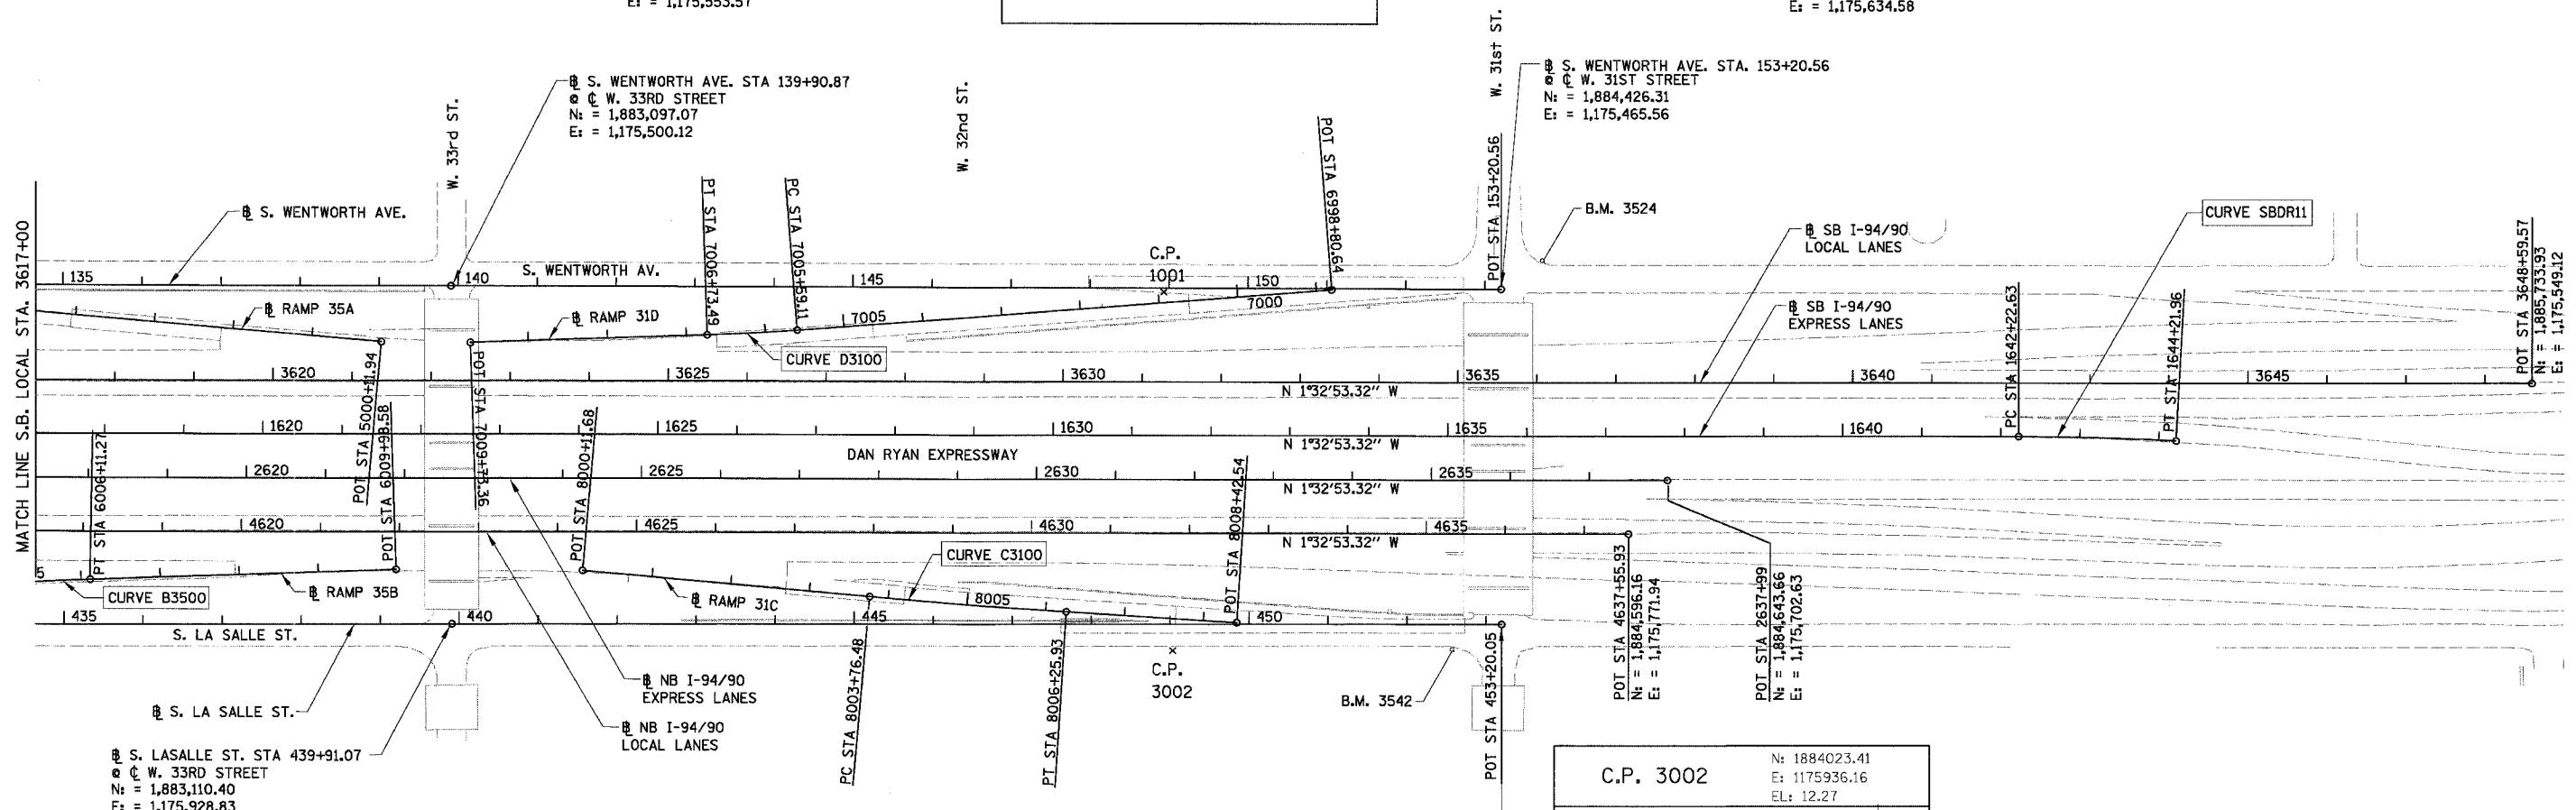 E: = 1,175,553.57
E: = 1,175,634.58
℄ S. WENTWORTH AVE. STA 139+90.87
@ ℄ W. 33RD STREET
N: = 1,883,097.07
E: = 1,175,500.12
W. 33rd ST.
W. 32nd ST.
W. 31st ST.
S. WENTWORTH AVE. STA. 153+20.56
@ ℄ W. 31ST STREET
N: = 1,884,426.31
E: = 1,175,465.56
POT STA 153+20.56
B.M. 3524
SB I-94/90
LOCAL LANES
CURVE SBDR11
POT STA 3648+59.57
N: = 1,885,733.93
E: = 1,175,549.12
MATCH LINE S.B. LOCAL STA. 3617+00
S. WENTWORTH AVE.
PT STA 7006+73.49
PC STA 7005+59.11
POT STA 6998+80.64
C.P.
1001
135
140
S. WENTWORTH AV.
145
150
7000
7005
RAMP 35A
RAMP 31D
CURVE D3100
SB I-94/90
EXPRESS LANES
PC STA 1642+22.63
PT STA 1644+21.96
3620
3625
3630
3635
3640
3645
N 1°32'53.32" W
POT STA 5000+11.94
POT STA 6009+98.58
POT STA 7009+73.36
POT STA 8000+11.68
1620
1625
1630
1635
1640
N 1°32'53.32" W
PT STA 6006+11.27
DAN RYAN EXPRESSWAY
2620
2625
2630
2635
N 1°32'53.32" W
POT STA 8008+42.54
4620
4625
4630
4635
N 1°32'53.32" W
CURVE C3100
5
CURVE B3500
RAMP 35B
RAMP 31C
8005
435
440
445
450
S. LA SALLE ST.
PC STA 8003+76.48
PT STA 8006+25.93
C.P.
3002
B.M. 3542
POT STA 453+20.05
POT STA 4637+55.93
N: = 1,884,596.16
E: = 1,175,771.94
POT STA 2637+99
N: = 1,884,643.66
E: = 1,175,702.63
NB I-94/90
EXPRESS LANES
NB I-94/90
LOCAL LANES
S. LA SALLE ST.
S. LASALLE ST. STA 439+91.07
@ ℄ W. 33RD STREET
N: = 1,883,110.40
E: = 1,175,928.83
C.P. 3002
N: 1884023.41
E: 1175936.16
EL: 12.27